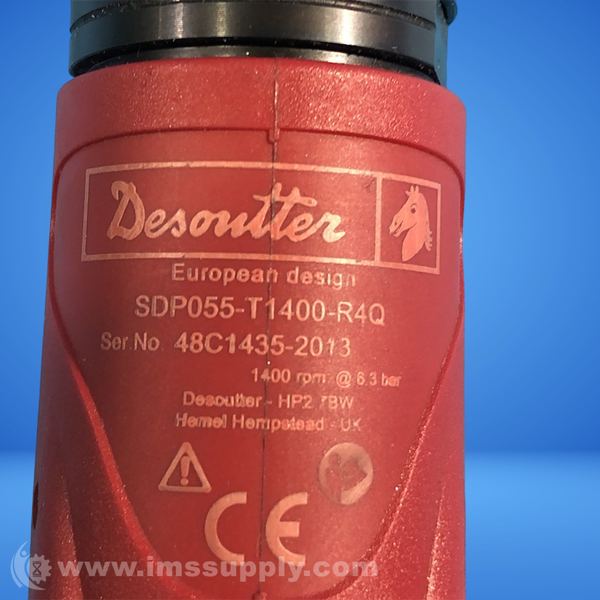 Desoutter
European design
SDP055-T1400-R4Q
Ser.No. 48C1435-2013
1400 rpm @ 6.3 bar
Desoutter - HP2 7BW
Hemel Hempstead - UK
CE
www.imssupply.com